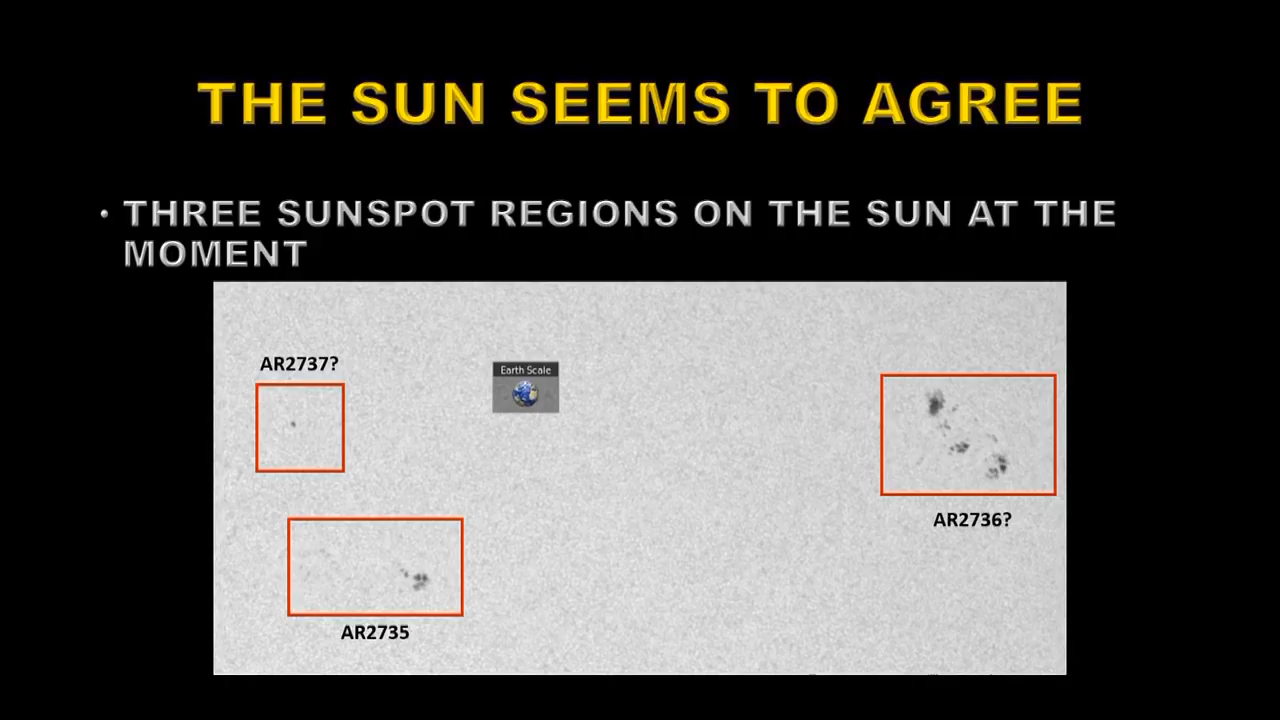 THE SUN SEEMS TO AGREE
• THREE SUNSPOT REGIONS ON THE SUN AT THE
MOMENT
AR2737?
Earth Scale
AR2736?
AR2735